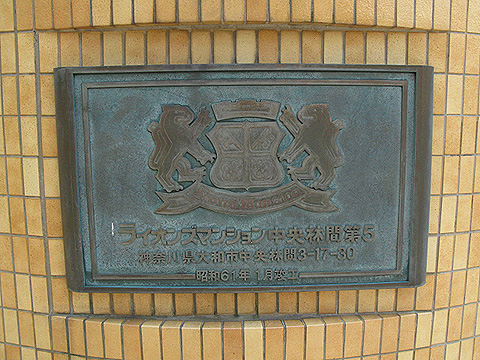 ライオンズマンション中央林間第5
神奈川県大和市中央林間3-17-30
昭和61年1月竣工